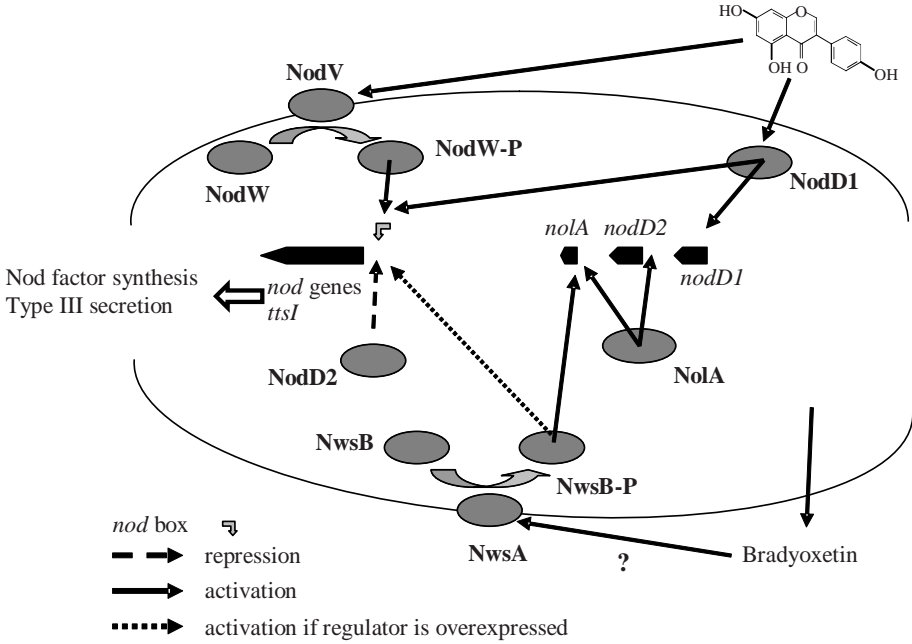 HO
O
OH
O
OH
NodV
NodW-P
NodW
NodD1
nolA
nodD2
nodD1
Nod factor synthesis
Type III secretion
nod genes
ttsI
NodD2
NolA
NwsB
NwsB-P
NwsA
?
Bradyoxetin
nod box
repression
activation
activation if regulator is overexpressed